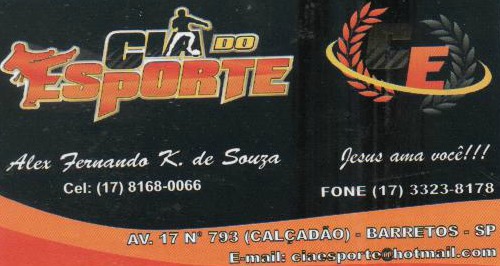 CIA DO
ESPORTE
CE
Alex Fernando K. de Souza
Jesus ama você!!!
Cel: (17) 8168-0066
FONE (17) 3323-8178
AV. 17 Nº 793 (CALÇADÃO) - BARRETOS - SP
E-mail: ciaesporte@hotmail.com